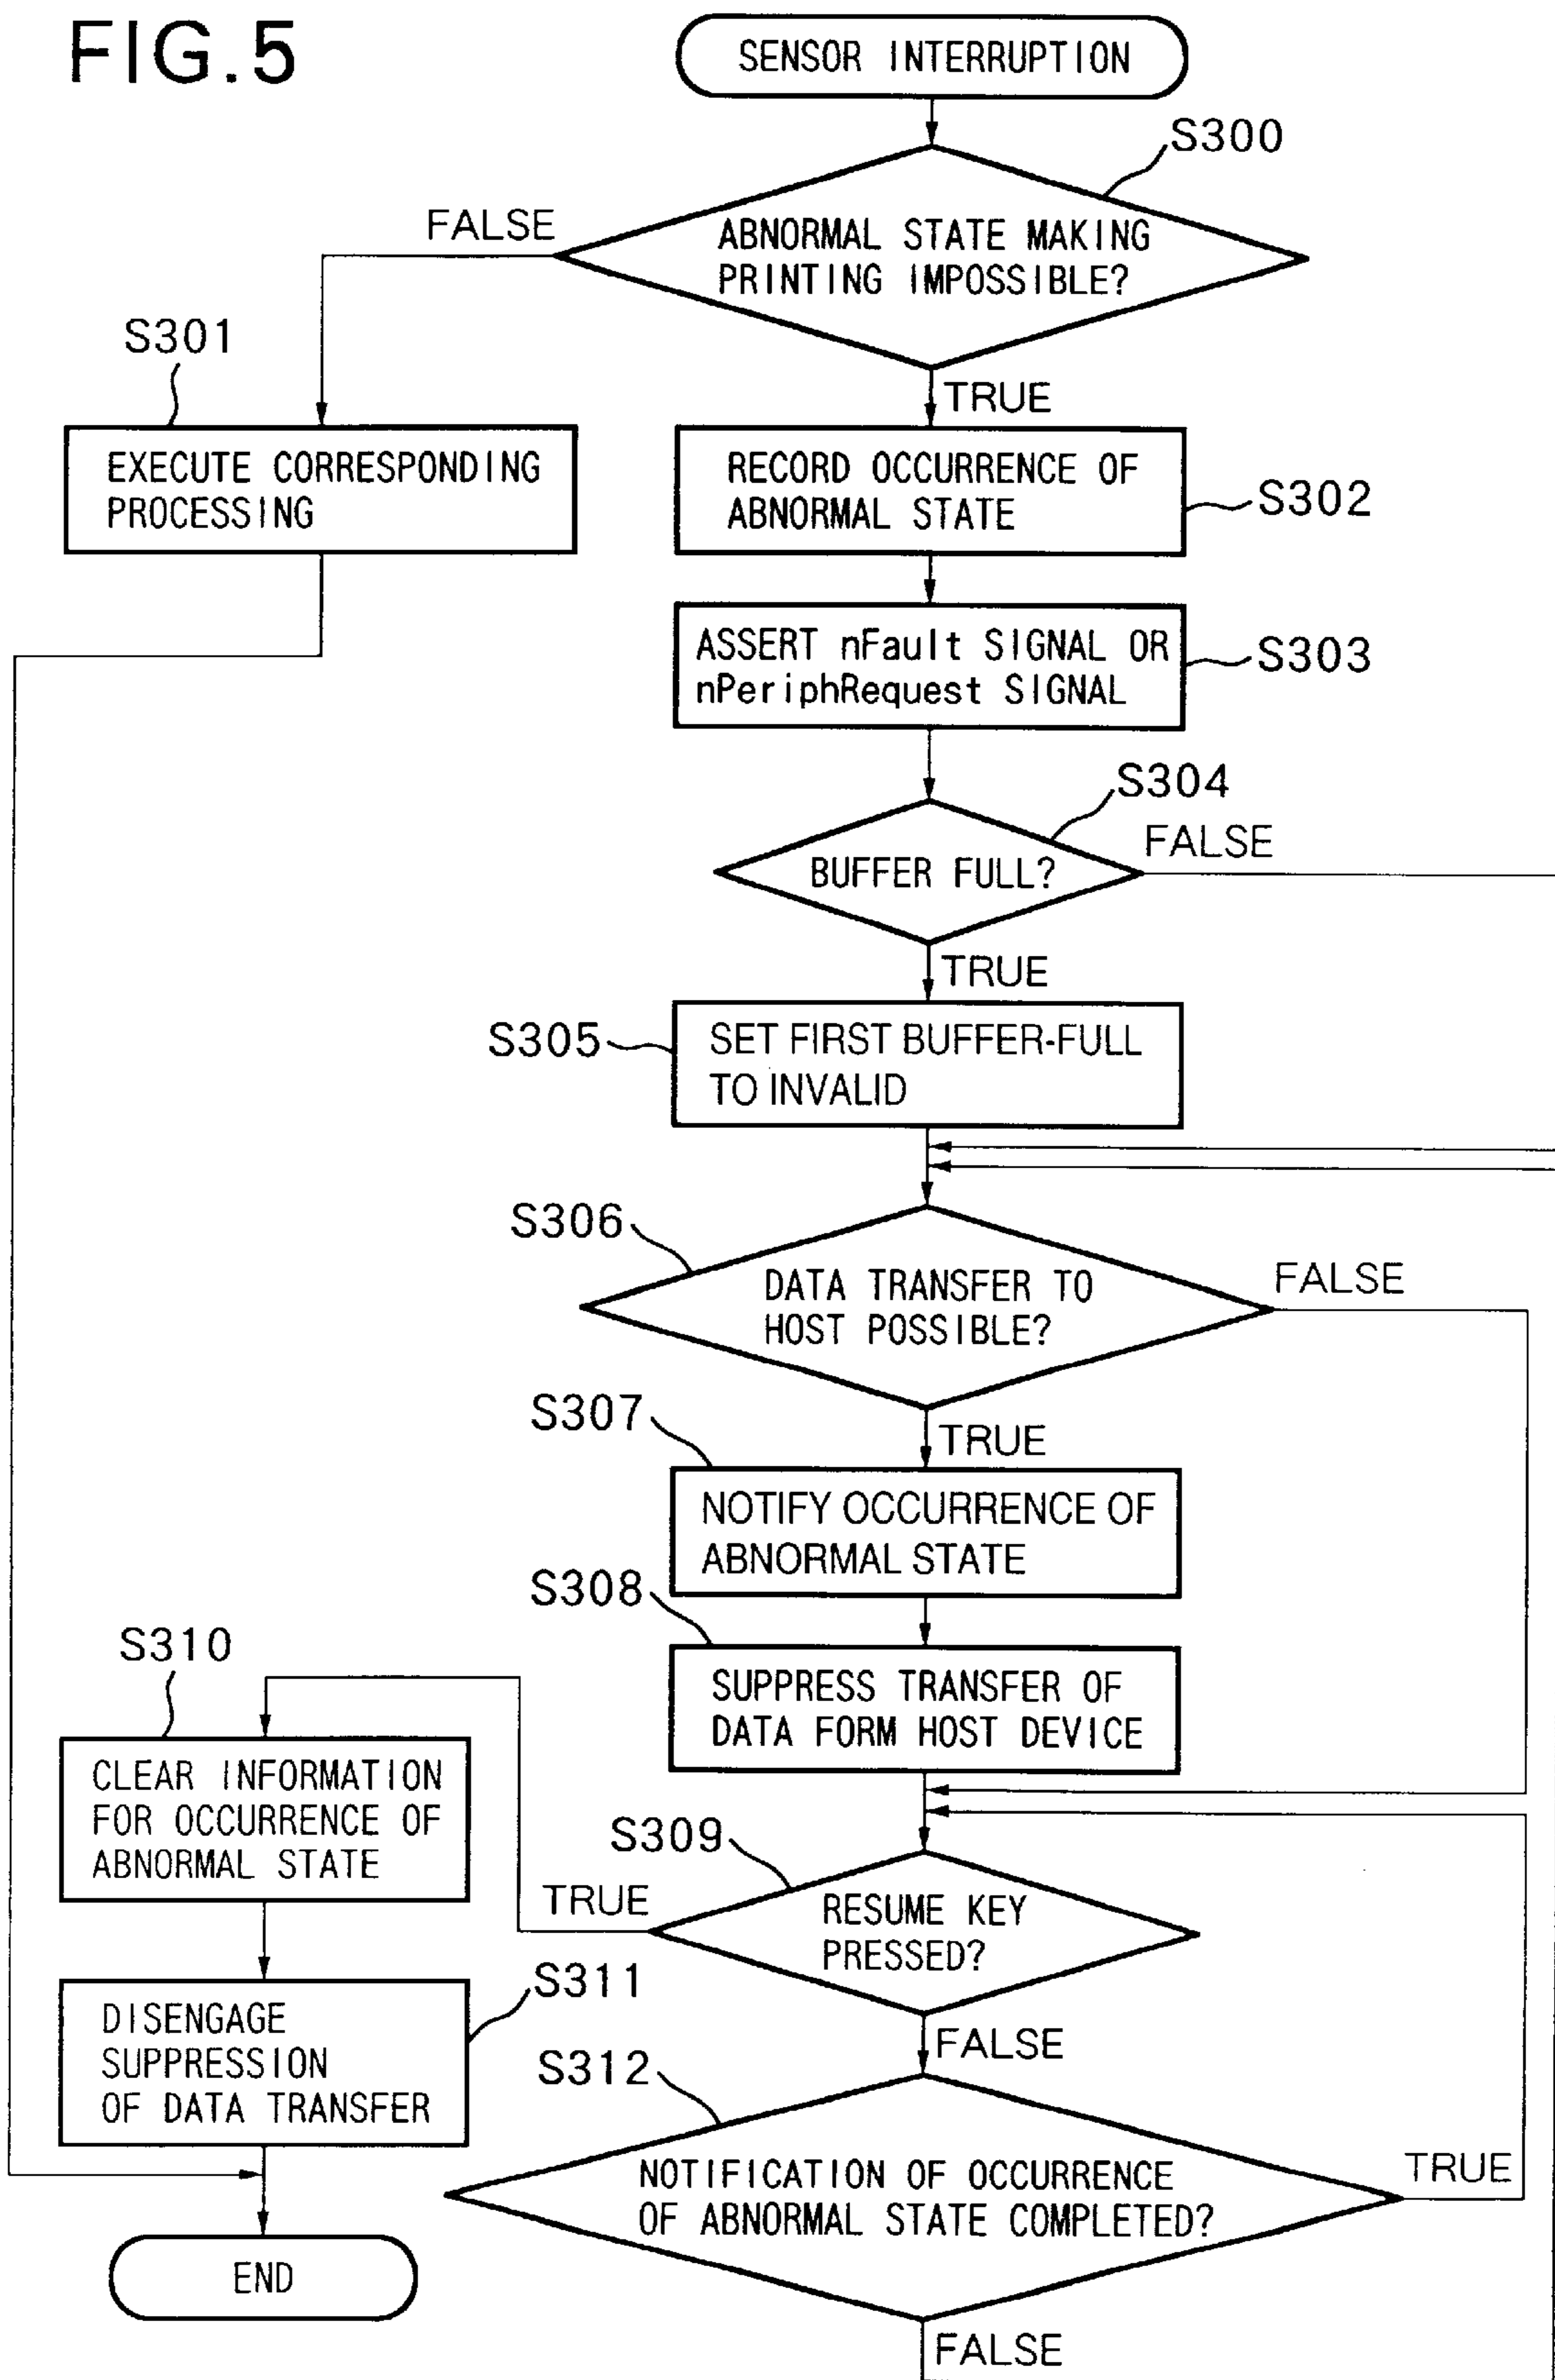 FIG.5
SENSOR INTERRUPTION
S300
ABNORMAL STATE MAKING
PRINTING IMPOSSIBLE?
FALSE
TRUE
S301
EXECUTE CORRESPONDING
PROCESSING
RECORD OCCURRENCE OF
ABNORMAL STATE
S302
ASSERT nFault SIGNAL OR
nPeriphRequest SIGNAL
S303
S304
BUFFER FULL?
FALSE
TRUE
S305
SET FIRST BUFFER-FULL
TO INVALID
S306
DATA TRANSFER TO
HOST POSSIBLE?
FALSE
TRUE
S307
NOTIFY OCCURRENCE OF
ABNORMAL STATE
S308
SUPPRESS TRANSFER OF
DATA FORM HOST DEVICE
S309
RESUME KEY
PRESSED?
TRUE
FALSE
S310
CLEAR INFORMATION
FOR OCCURRENCE OF
ABNORMAL STATE
S311
DISENGAGE
SUPPRESSION
OF DATA TRANSFER
S312
NOTIFICATION OF OCCURRENCE
OF ABNORMAL STATE COMPLETED?
TRUE
FALSE
END